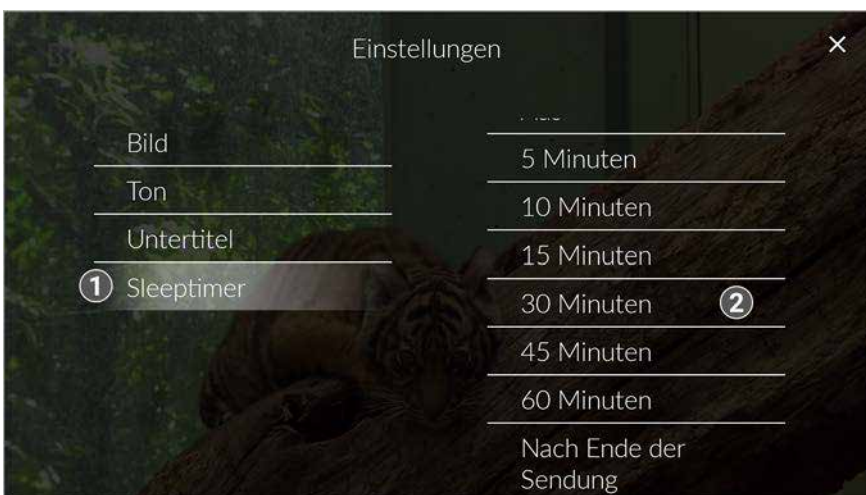 Einstellungen
×
Bild
Ton
Untertitel
1 Sleeptimer
5 Minuten
10 Minuten
15 Minuten
30 Minuten 2
45 Minuten
60 Minuten
Nach Ende der
Sendung